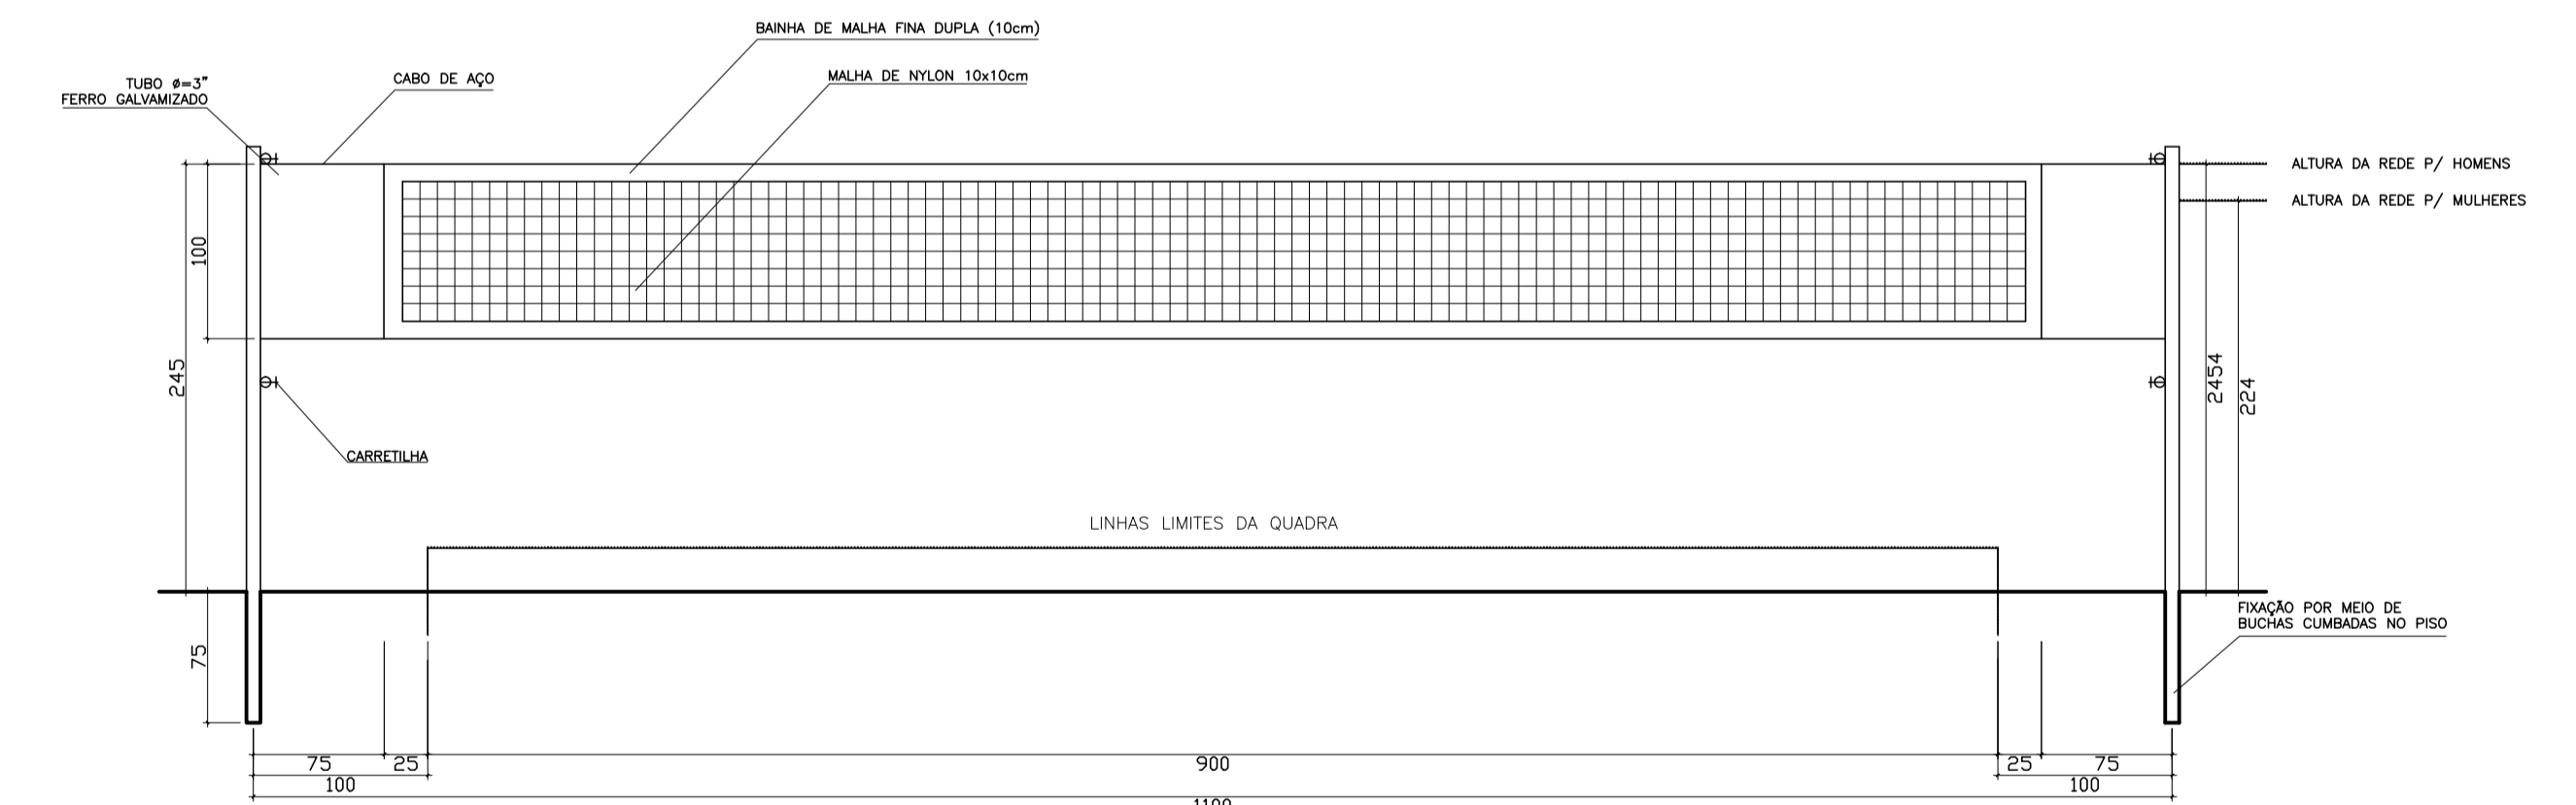 BAINHA DE MALHA FINA DUPLA (10cm)
MALHA DE NYLON 10x10cm
CABO DE AÇO
TUBO ø=3"
FERRO GALVAMIZADO
ALTURA DA REDE P/ HOMENS
ALTURA DA REDE P/ MULHERES
100
245
2454
224
CARRETILHA
LINHAS LIMITES DA QUADRA
FIXAÇÃO POR MEIO DE
BUCHAS CUMBADAS NO PISO
75
75
25
900
25
75
100
100
1100